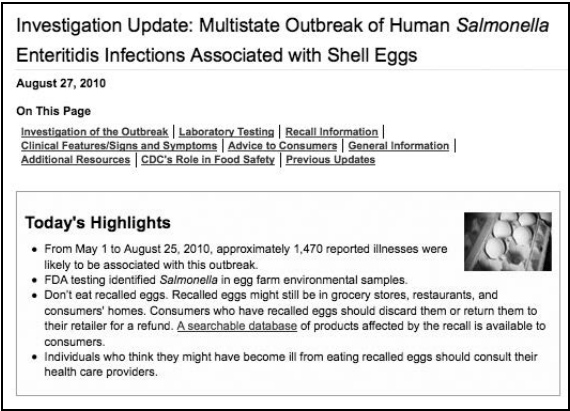 Investigation Update: Multistate Outbreak of Human Salmonella
Enteritidis Infections Associated with Shell Eggs
August 27, 2010
On This Page
Investigation of the Outbreak | Laboratory Testing | Recall Information |
Clinical Features/Signs and Symptoms | Advice to Consumers | General Information |
Additional Resources | CDC's Role in Food Safety | Previous Updates
Today's Highlights
• From May 1 to August 25, 2010, approximately 1,470 reported illnesses were
likely to be associated with this outbreak.
• FDA testing identified Salmonella in egg farm environmental samples.
• Don't eat recalled eggs. Recalled eggs might still be in grocery stores, restaurants, and
consumers' homes. Consumers who have recalled eggs should discard them or return them to
their retailer for a refund. A searchable database of products affected by the recall is available to
consumers.
• Individuals who think they might have become ill from eating recalled eggs should consult their
health care providers.